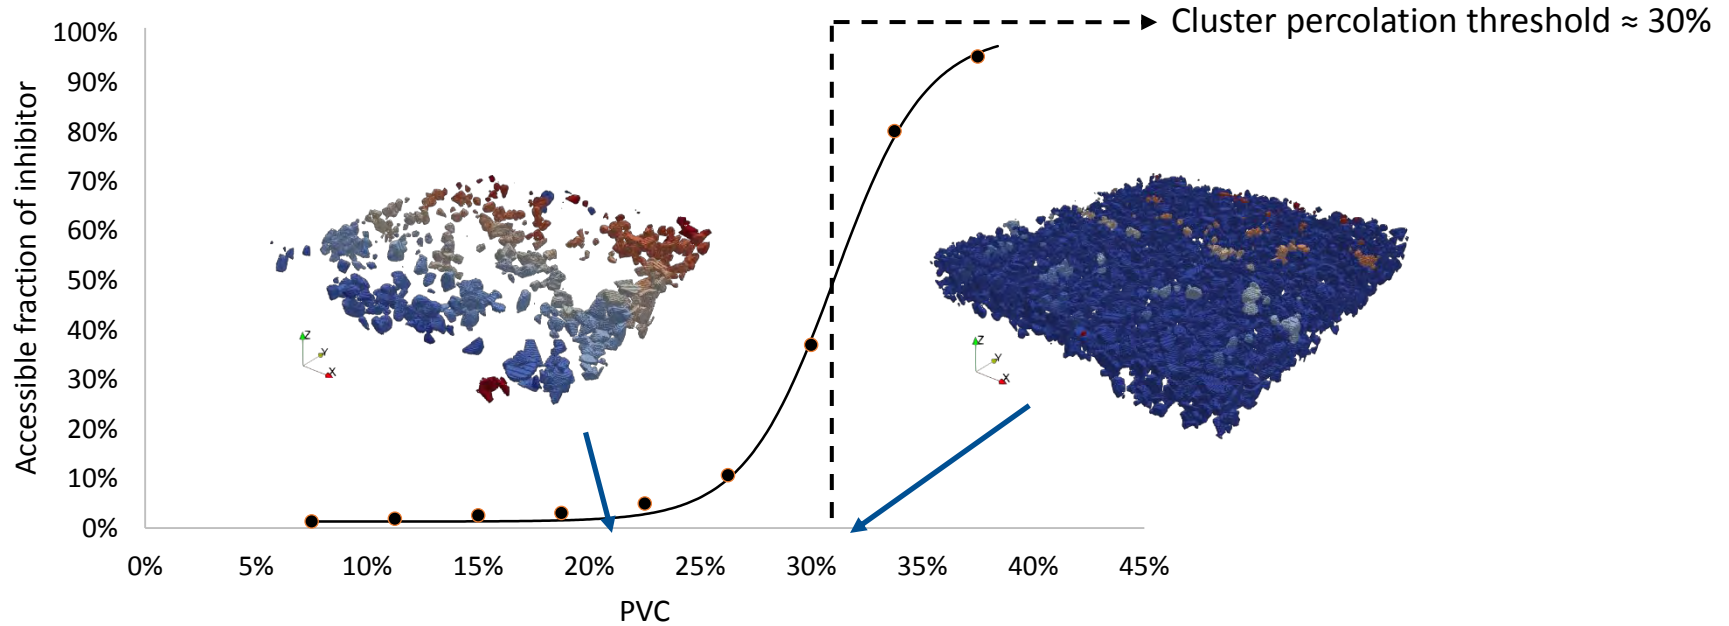 Cluster percolation threshold ≈ 30%
Accessible fraction of inhibitor
100%
90%
80%
70%
60%
50%
40%
30%
20%
10%
0%
Z
Y
X
Z
Y
X
0% 5% 10% 15% 20% 25% 30% 35% 40% 45%
PVC